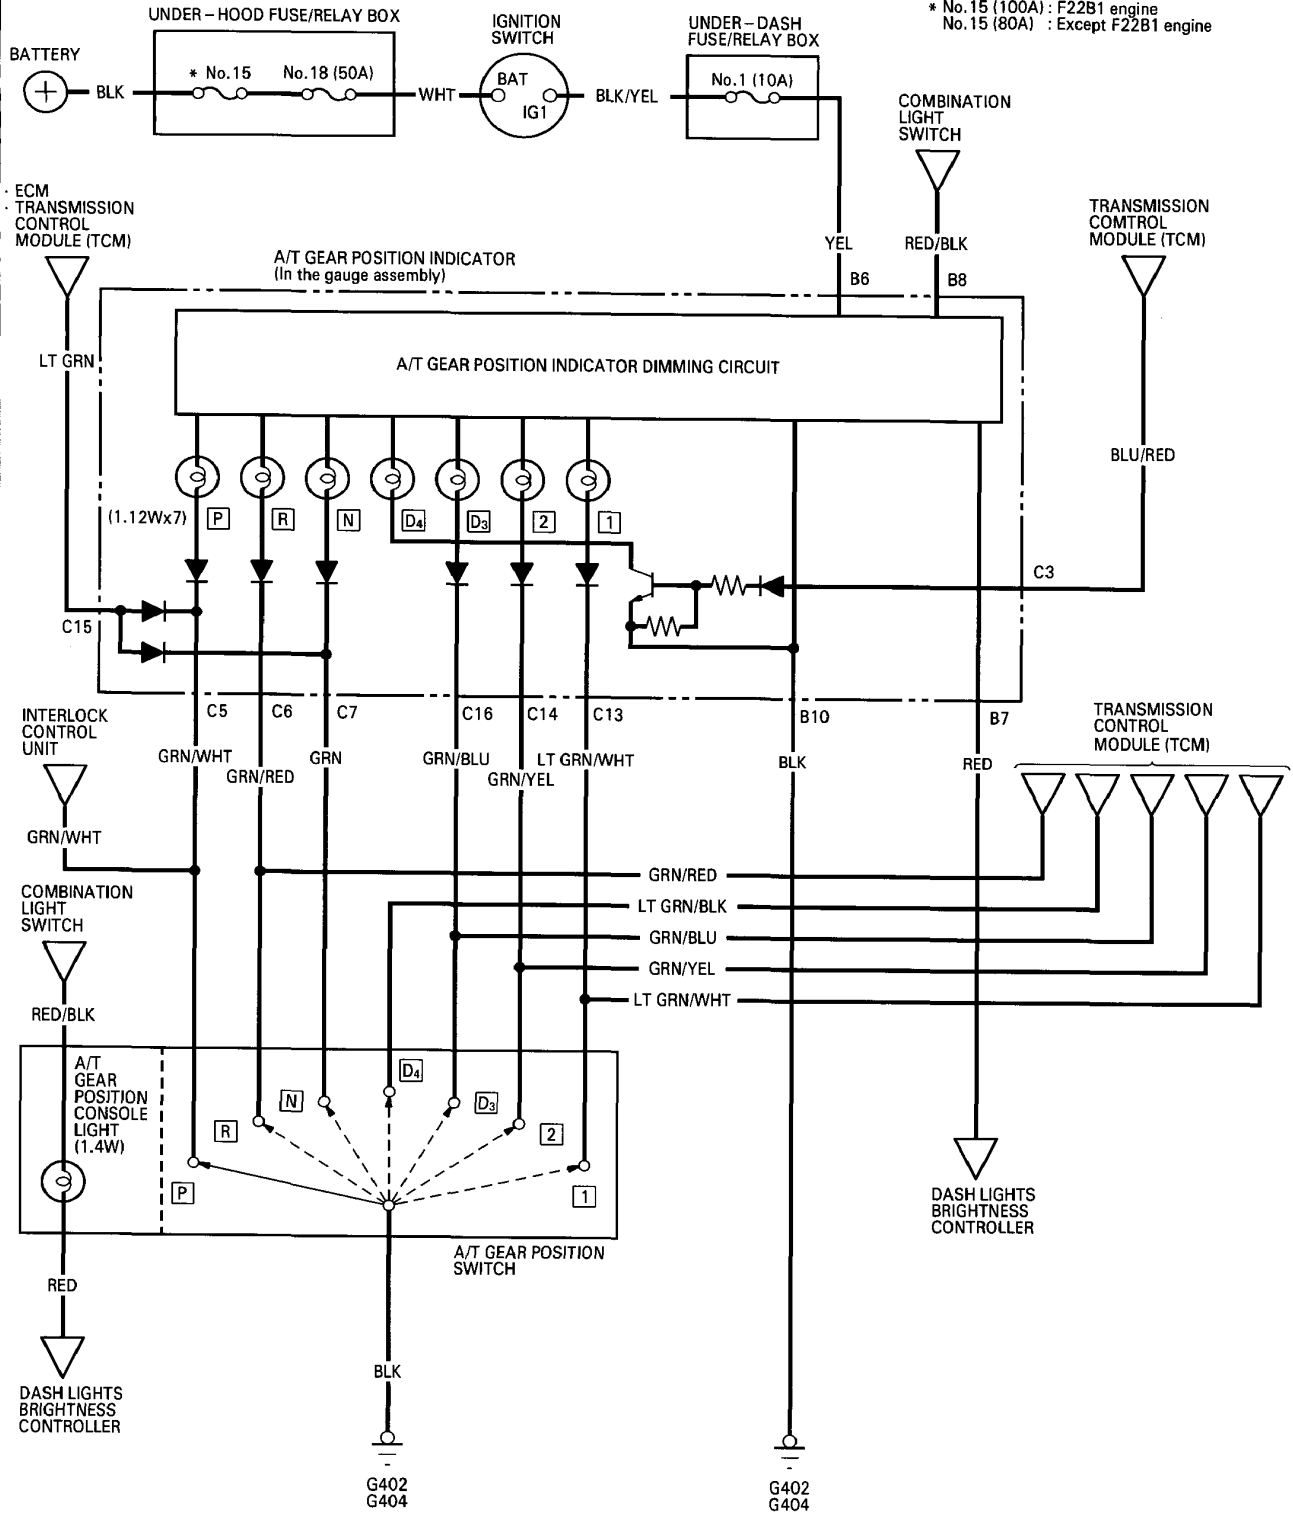 UNDER-HOOD FUSE/RELAY BOX
IGNITION
SWITCH
UNDER-DASH
FUSE/RELAY BOX
* No.15 (100A) : F22B1 engine
No.15 (80A) : Except F22B1 engine
BATTERY
BLK
* No.15
No.18 (50A)
WHT
BAT
IG1
BLK/YEL
No.1 (10A)
COMBINATION
LIGHT
SWITCH
· ECM
· TRANSMISSION
CONTROL
MODULE (TCM)
TRANSMISSION
COMTROL
MODULE (TCM)
A/T GEAR POSITION INDICATOR
(In the gauge assembly)
YEL
RED/BLK
B6
B8
LT GRN
A/T GEAR POSITION INDICATOR DIMMING CIRCUIT
BLU/RED
(1.12Wx7)
P
R
N
D4
D3
2
1
C3
C15
C5
C6
C7
C16
C14
C13
B10
B7
INTERLOCK
CONTROL
UNIT
TRANSMISSION
CONTROL
MODULE (TCM)
GRN/WHT
GRN/RED
GRN
GRN/BLU
GRN/YEL
LT GRN/WHT
BLK
RED
GRN/WHT
COMBINATION
LIGHT
SWITCH
GRN/RED
LT GRN/BLK
GRN/BLU
GRN/YEL
LT GRN/WHT
RED/BLK
A/T
GEAR
POSITION
CONSOLE
LIGHT
(1.4W)
P
R
N
D4
D3
2
1
A/T GEAR POSITION
SWITCH
DASH LIGHTS
BRIGHTNESS
CONTROLLER
RED
BLK
DASH LIGHTS
BRIGHTNESS
CONTROLLER
G402
G404
G402
G404